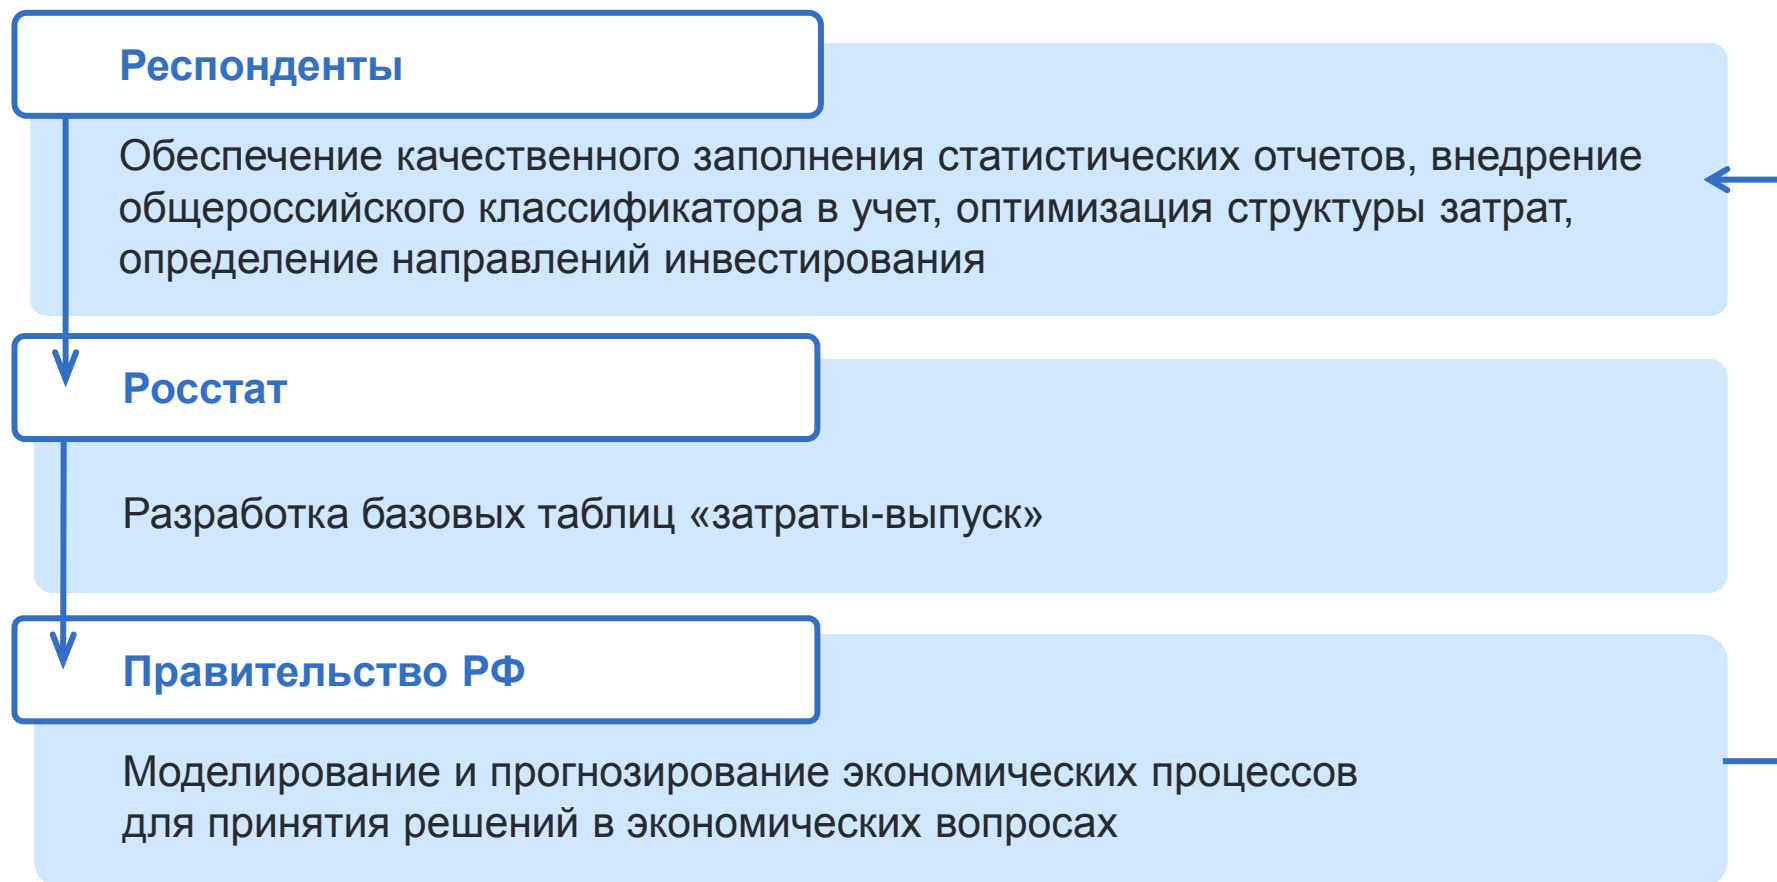 Респонденты
Обеспечение качественного заполнения статистических отчетов, внедрение
общероссийского классификатора в учет, оптимизация структуры затрат,
определение направлений инвестирования
Росстат
Разработка базовых таблиц «затраты-выпуск»
Правительство РФ
Моделирование и прогнозирование экономических процессов
для принятия решений в экономических вопросах